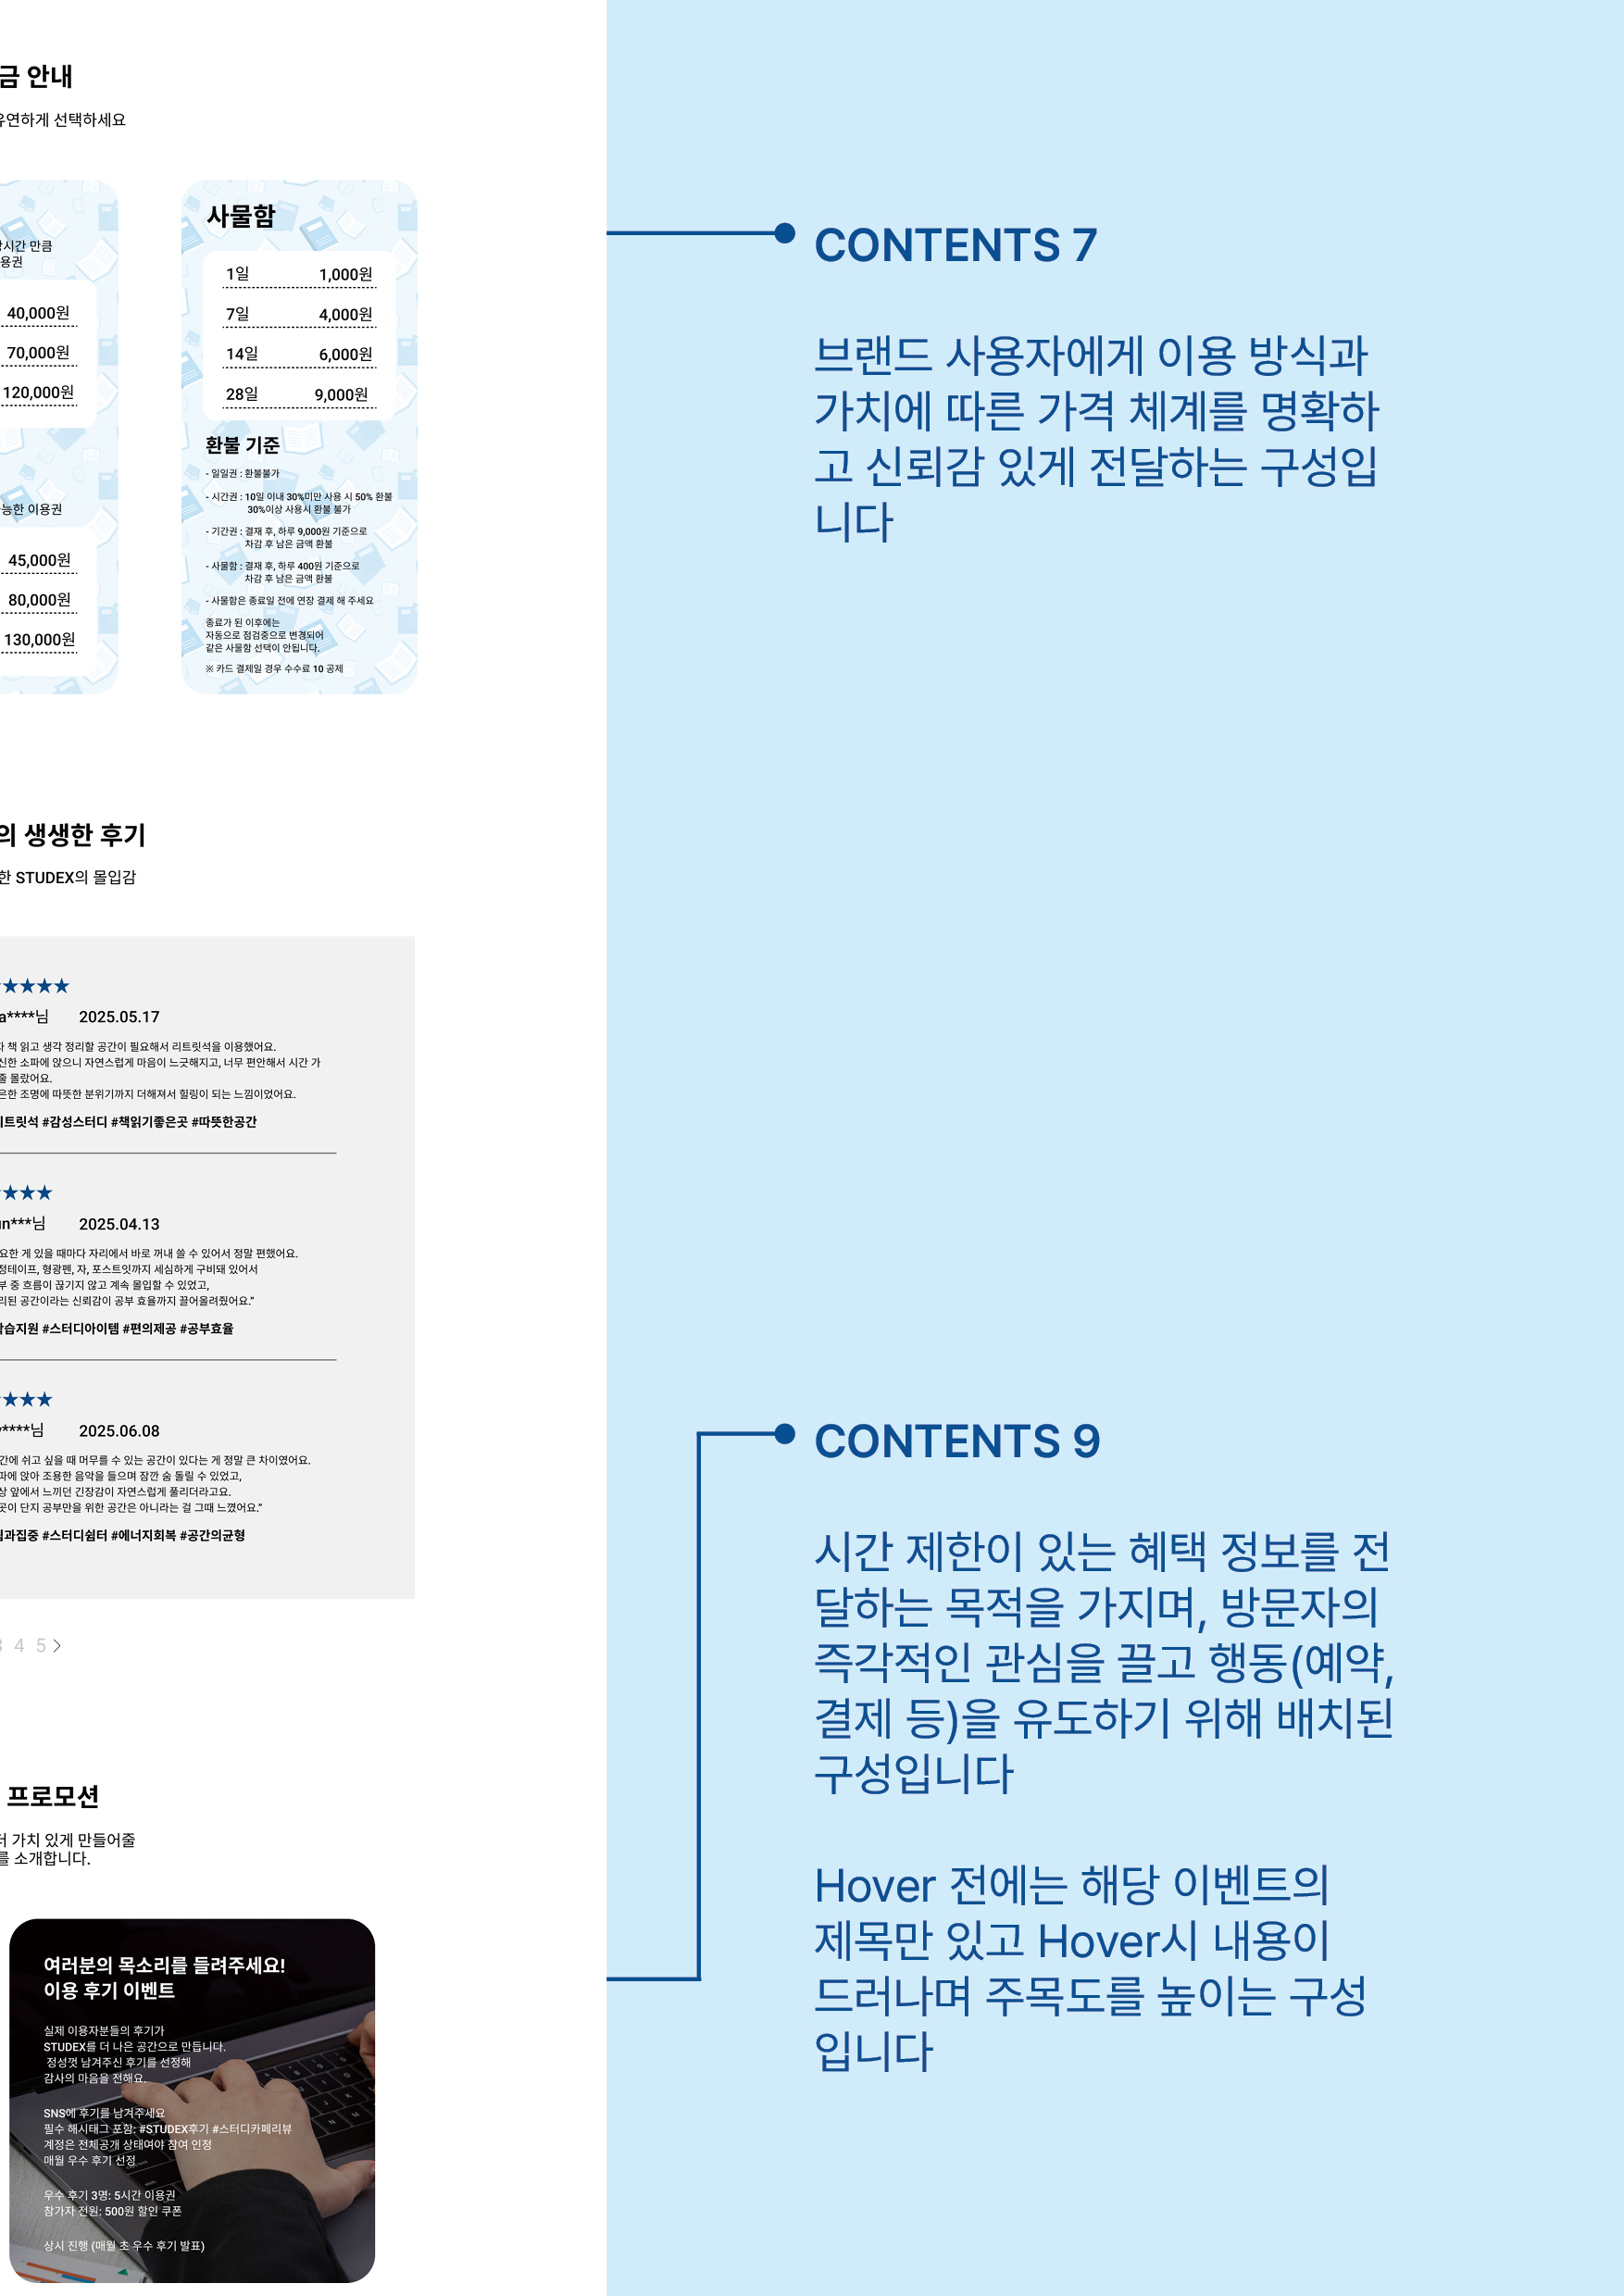 금 안내
유연하게 선택하세요
시간 만큼
용권
40,000원
70,000원
120,000원
능한 이용권
45,000원
80,000원
130,000원
사물함
1일 1,000원
7일 4,000원
14일 6,000원
28일 9,000원
환불 기준
- 일일권 : 환불불가
- 시간권 : 10일 이내 30%미만 사용 시 50% 환불
30%이상 사용시 환불 불가
- 기간권 : 결재 후, 하루 9,000원 기준으로
차감 후 남은 금액 환불
- 사물함 : 결재 후, 하루 400원 기준으로
차감 후 남은 금액 환불
- 사물함은 종료일 전에 연장 결제 해 주세요
종료가 된 이후에는
자동으로 점검중으로 변경되어
같은 사물함 선택이 안됩니다.
※ 카드 결제일 경우 수수료 10 공제
CONTENTS 7
브랜드 사용자에게 이용 방식과
가치에 따른 가격 체계를 명확하
고 신뢰감 있게 전달하는 구성입
니다
의 생생한 후기
한 STUDEX의 몰입감
★★★★
a****님 2025.05.17
책 읽고 생각 정리할 공간이 필요해서 리트릿석을 이용했어요.
신한 소파에 앉으니 자연스럽게 마음이 느긋해지고, 너무 편안해서 시간 가
줄 몰랐어요.
은한 조명에 따뜻한 분위기까지 더해져서 힐링이 되는 느낌이었어요.
리트릿석 #감성스터디 #책읽기좋은곳 #따뜻한공간
★★★
n***님 2025.04.13
요한 게 있을 때마다 자리에서 바로 꺼내 쓸 수 있어서 정말 편했어요.
정테이프, 형광펜, 자, 포스트잇까지 세심하게 구비돼 있어서
부 중 흐름이 끊기지 않고 계속 몰입할 수 있었고,
리된 공간이라는 신뢰감이 공부 효율까지 끌어올려줬어요.”
학습지원 #스터디아이템 #편의제공 #공부효율
★★★
****님 2025.06.08
간에 쉬고 싶을 때 머무를 수 있는 공간이 있다는 게 정말 큰 차이였어요.
파에 앉아 조용한 음악을 들으며 잠깐 숨 돌릴 수 있었고,
상 앞에서 느끼던 긴장감이 자연스럽게 풀리더라고요.
곳이 단지 공부만을 위한 공간은 아니라는 걸 그때 느꼈어요.”
과집중 #스터디쉼터 #에너지회복 #공간의균형
4 5 >
CONTENTS 9
시간 제한이 있는 혜택 정보를 전
달하는 목적을 가지며, 방문자의
즉각적인 관심을 끌고 행동(예약,
결제 등)을 유도하기 위해 배치된
구성입니다
Hover 전에는 해당 이벤트의
제목만 있고 Hover시 내용이
드러나며 주목도를 높이는 구성
입니다
프로모션
더 가치 있게 만들어줄
를 소개합니다.
여러분의 목소리를 들려주세요!
이용 후기 이벤트
실제 이용자분들의 후기가
STUDEX를 더 나은 공간으로 만듭니다.
정성껏 남겨주신 후기를 선정해
감사의 마음을 전해요.
SNS에 후기를 남겨주세요
필수 해시태그 포함: #STUDEX후기 #스터디카페리뷰
계정은 전체공개 상태여야 참여 인정
매월 우수 후기 선정
우수 후기 3명: 5시간 이용권
참가자 전원: 500원 할인 쿠폰
상시 진행 (매월 초 우수 후기 발표)